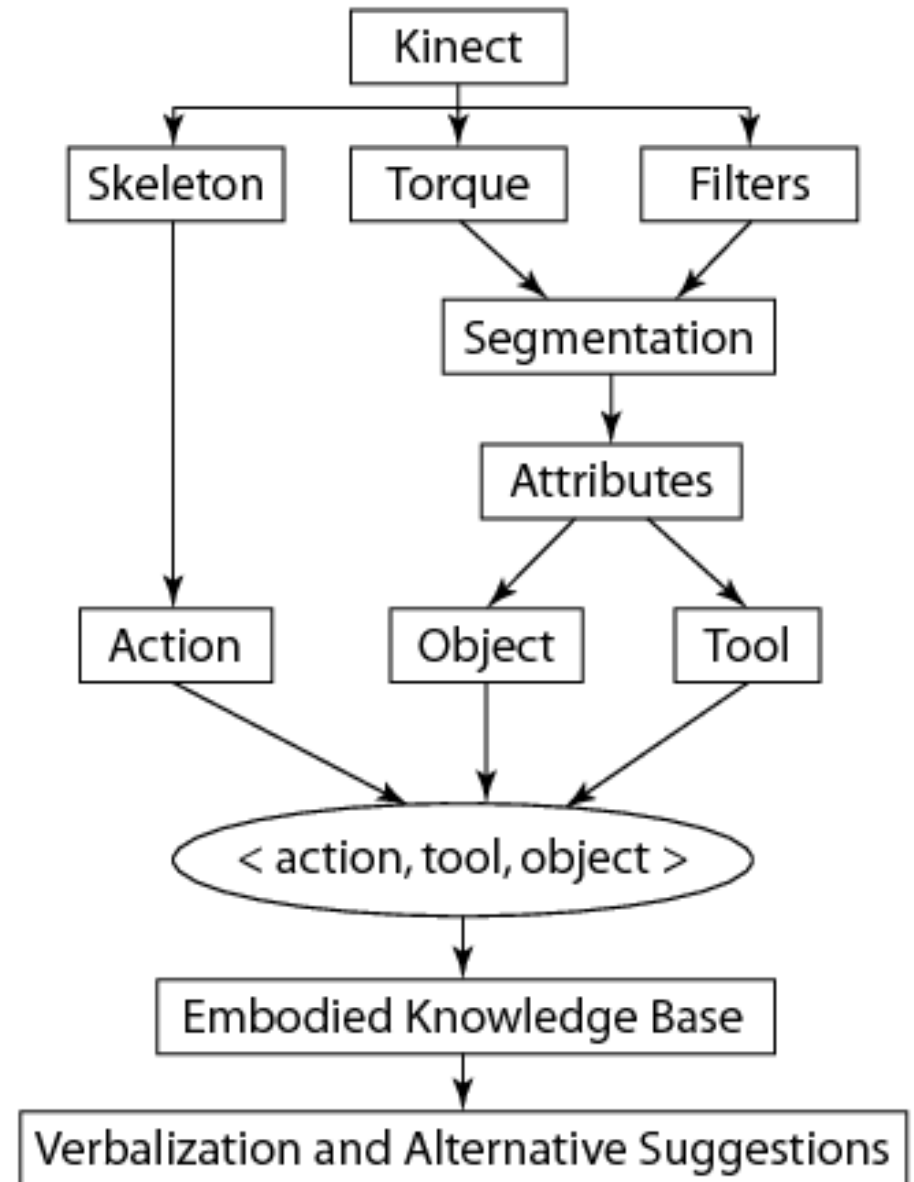 Kinect
Skeleton
Torque
Filters
Segmentation
Attributes
Action
Object
Tool
< action, tool, object >
Embodied Knowledge Base
Verbalization and Alternative Suggestions